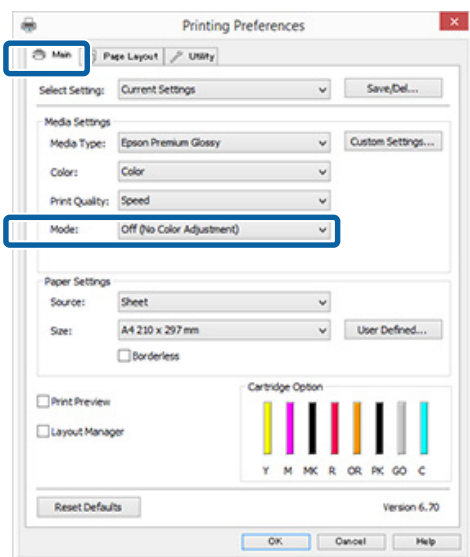 Printing Preferences
Main Page Layout Utility
Select Setting: Current Settings Save/Del...
Media Settings
Media Type: Epson Premium Glossy Custom Settings...
Color: Color
Print Quality: Speed
Mode: Off (No Color Adjustment)
Paper Settings
Source: Sheet
Size: A4 210 x 297 mm User Defined...
Borderless
Print Preview
Layout Manager
Cartridge Option
Y M MK R OR PK GO C
Reset Defaults Version 6.70
OK Cancel Help